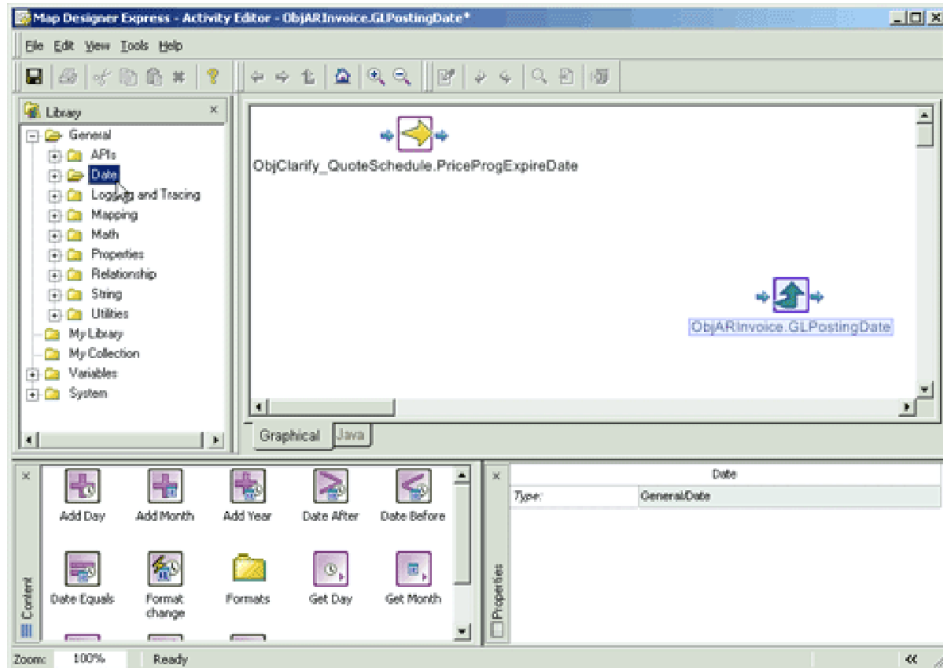 Map Designer Express - Activity Editor - ObjARInvoice.GLPostingDate*
File Edit View Tools Help
Library
General
APIs
Date
Logging and Tracing
Mapping
Math
Properties
Relationship
String
Utilities
My Library
My Collection
Variables
System
ObjClarify_QuoteSchedule.PriceProgExpireDate
ObjARInvoice.GLPostingDate
Graphical Java
Content
Add Day Add Month Add Year Date After Date Before
Date Equals Format change Formats Get Day Get Month
Properties
Date
Type: General/Date
Zoom: 100% Ready